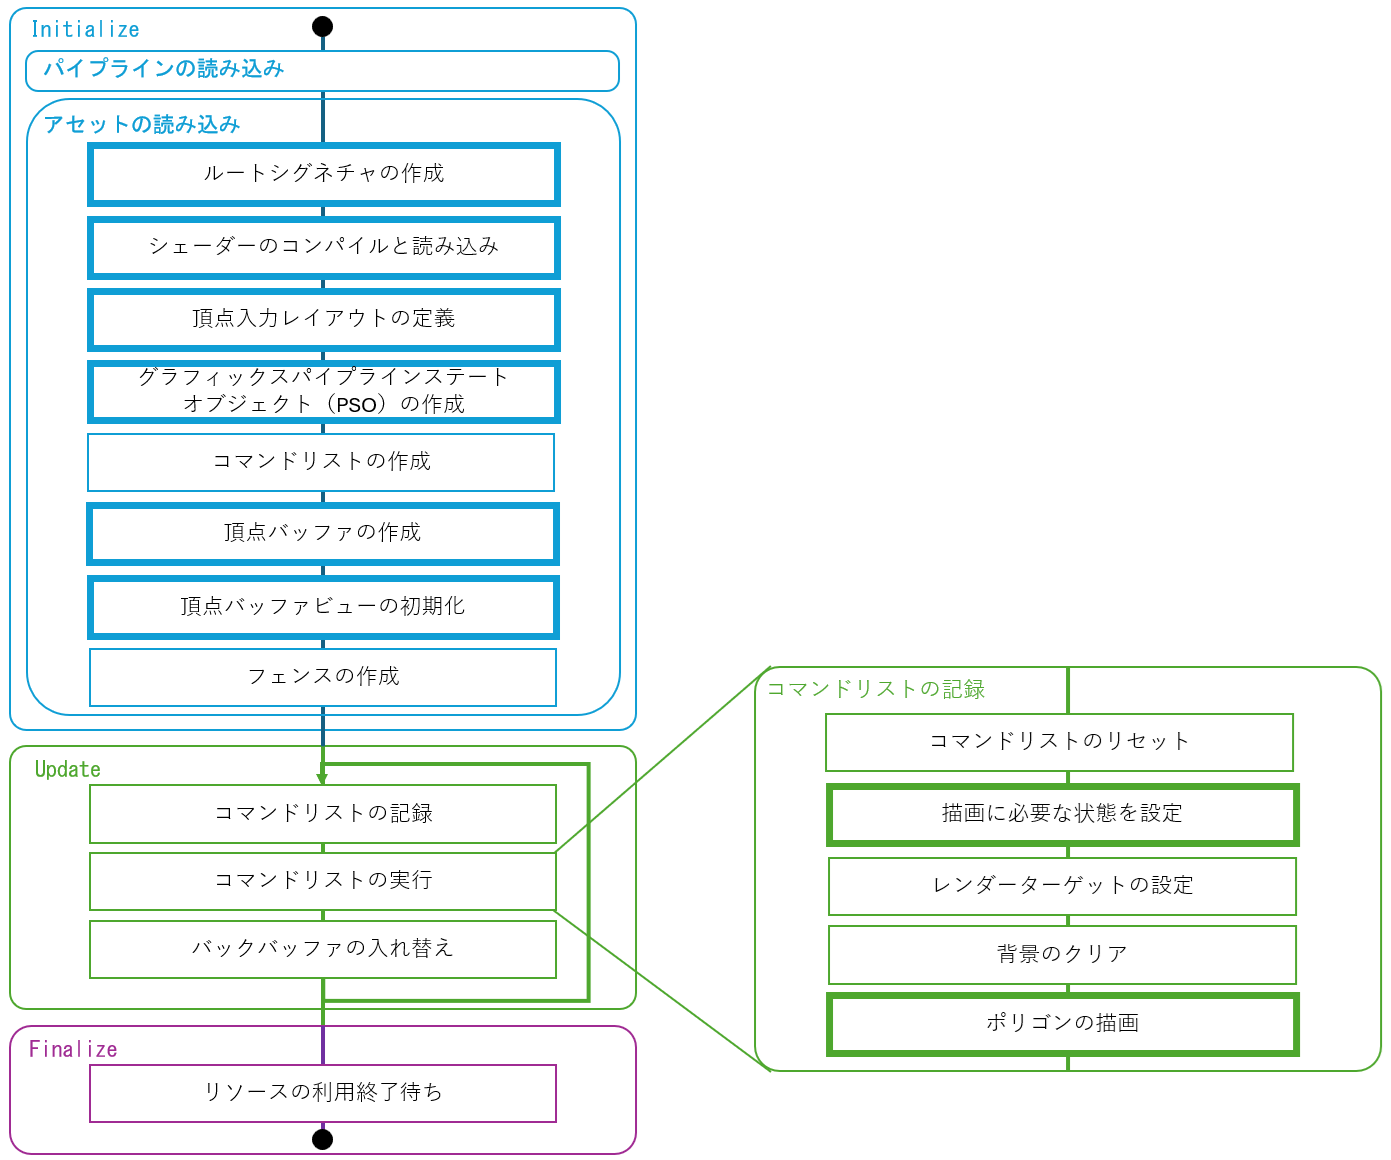 Initialize
パイプラインの読み込み
アセットの読み込み
ルートシグネチャの作成
シェーダーのコンパイルと読み込み
頂点入力レイアウトの定義
グラフィックスパイプラインステート
オブジェクト（PSO）の作成
コマンドリストの作成
頂点バッファの作成
頂点バッファビューの初期化
フェンスの作成
Update
コマンドリストの記録
コマンドリストの実行
バックバッファの入れ替え
Finalize
リソースの利用終了待ち
コマンドリストの記録
コマンドリストのリセット
描画に必要な状態を設定
レンダーターゲットの設定
背景のクリア
ポリゴンの描画